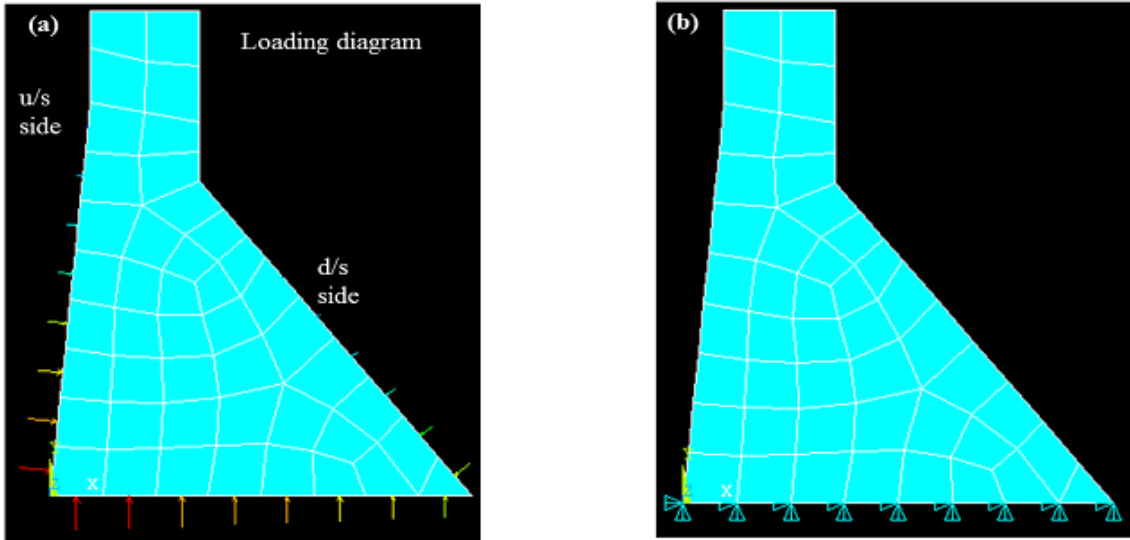 (a)
Loading diagram
u/s
side
d/s
side
Y
Z X
(b)
Y
Z X